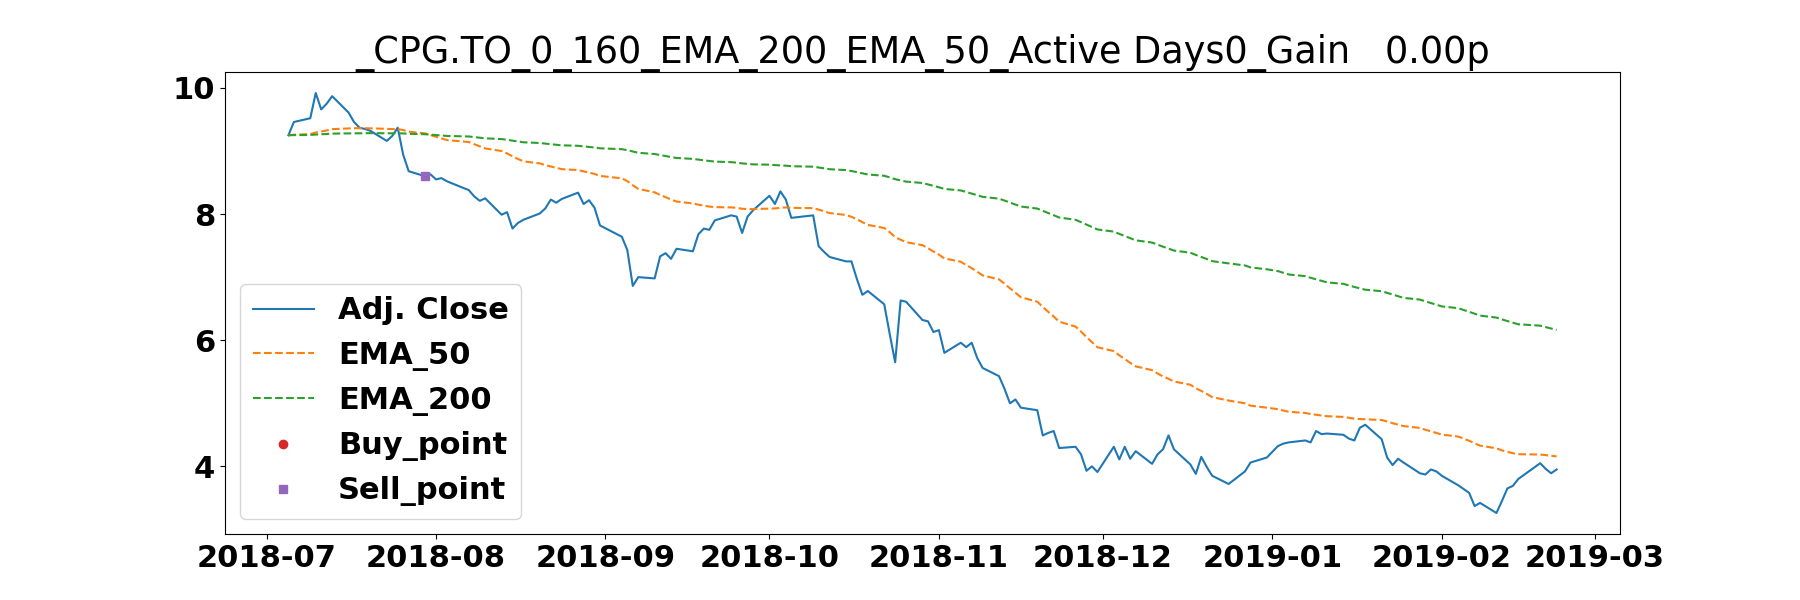 _CPG.TO_0_160_EMA_200_EMA_50_Active Days0_Gain   0.00p
10
8
6
4
Adj. Close
EMA_50
EMA_200
Buy_point
Sell_point
2018-07 2018-08 2018-09 2018-10 2018-11 2018-12 2019-01 2019-02 2019-03